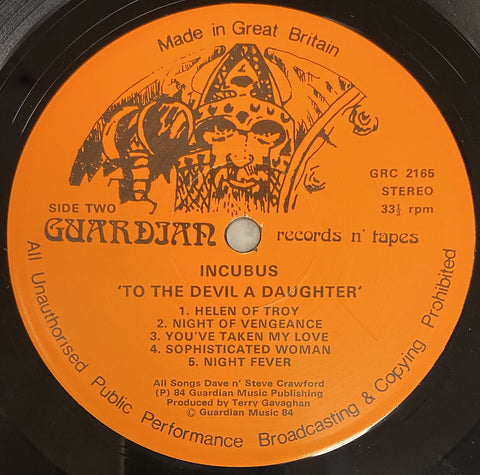 Made in Great Britain
GRC 2165
STEREO
33⅓ rpm
SIDE TWO
GUARDIAN records n' tapes
INCUBUS
'TO THE DEVIL A DAUGHTER'
1. HELEN OF TROY
2. NIGHT OF VENGEANCE
3. YOU'VE TAKEN MY LOVE
4. SOPHISTICATED WOMAN
5. NIGHT FEVER
All Songs Dave n' Steve Crawford
(P) 84 Guardian Music Publishing
Produced by Terry Gavaghan
© Guardian Music 84
All Unauthorised Public Performance Broadcasting & Copying Prohibited